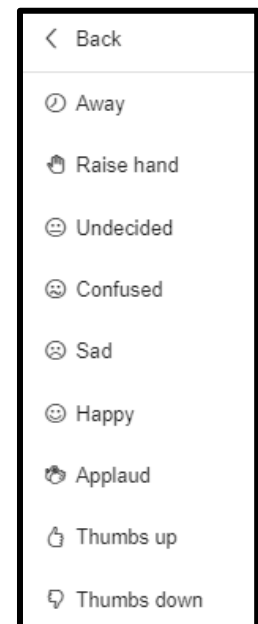 Back
Away
Raise hand
Undecided
Confused
Sad
Happy
Applaud
Thumbs up
Thumbs down